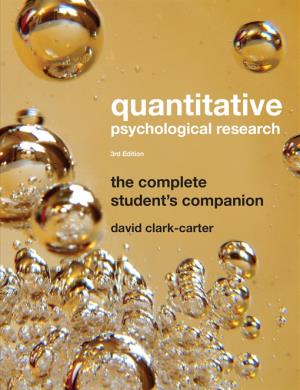 quantitative
psychological research
3rd Edition
the complete
student's companion
david clark-carter